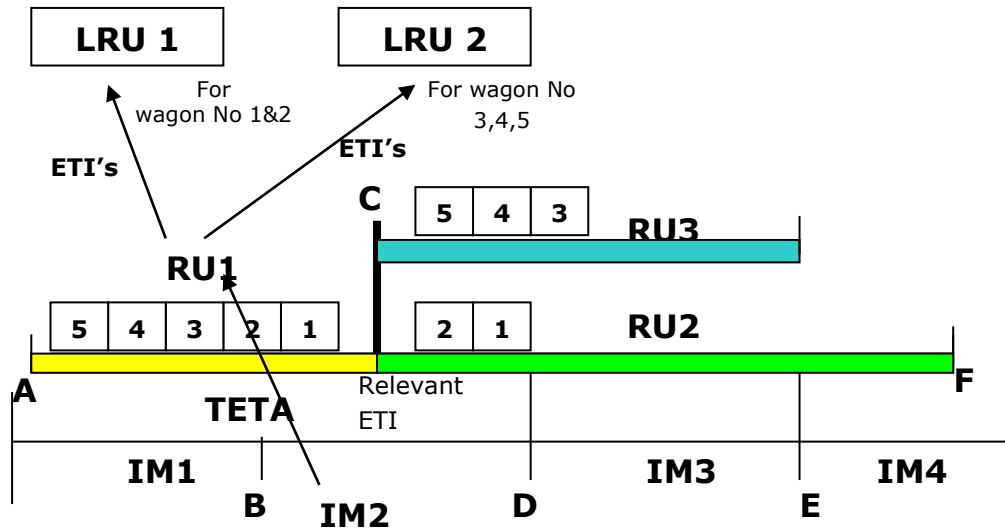 LRU 1
LRU 2
For
wagon No 1&2
For wagon No
3,4,5
ETI’s
ETI’s
C
5 4 3
RU3
RU1
5 4 3 2 1
2 1
RU2
A
Relevant
ETI
F
TETA
IM1
IM3
IM4
B
IM2
D
E